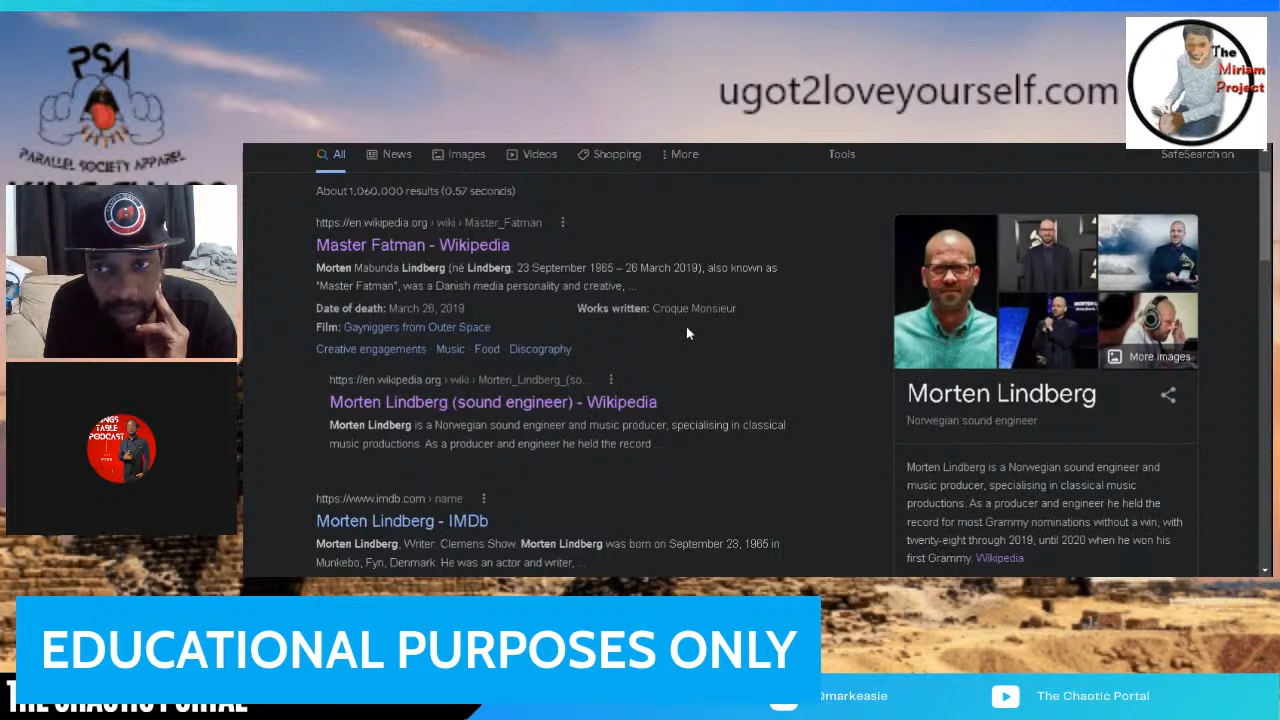 PSA
PARALLEL SOCIETY APPAREL
ugot2loveyourself.com
The
Miriam
Project
All
News
Images
Videos
Shopping
More
Tools
SafeSearch on
About 1,060,000 results (0.57 seconds)
https://en.wikipedia.org › wiki › Master_Fatman
Master Fatman - Wikipedia
Morten Mabunda Lindberg (né Lindberg; 23 September 1965 – 26 March 2019), also known as
"Master Fatman", was a Danish media personality and creative, ...
Date of death: March 26, 2019
Works written: Croque Monsieur
Film: Gayniggers from Outer Space
Creative engagements · Music · Food · Discography
https://en.wikipedia.org › wiki › Morten_Lindberg_(so...
Morten Lindberg (sound engineer) - Wikipedia
Morten Lindberg is a Norwegian sound engineer and music producer, specialising in classical
music productions. As a producer and engineer he held the record ...
https://www.imdb.com › name
Morten Lindberg - IMDb
Morten Lindberg, Writer: Clemens Show. Morten Lindberg was born on September 23, 1965 in
Munkebo, Fyn, Denmark. He was an actor and writer, ...
More images
Morten Lindberg
Norwegian sound engineer
Morten Lindberg is a Norwegian sound engineer and
music producer, specialising in classical music
productions. As a producer and engineer he held the
record for most Grammy nominations without a win, with
twenty-eight through 2019, until 2020 when he won his
first Grammy. Wikipedia
KINGS
TABLE
PODCAST
EDUCATIONAL PURPOSES ONLY
THE CHAOTIC PORTAL
Omarkeasie
The Chaotic Portal